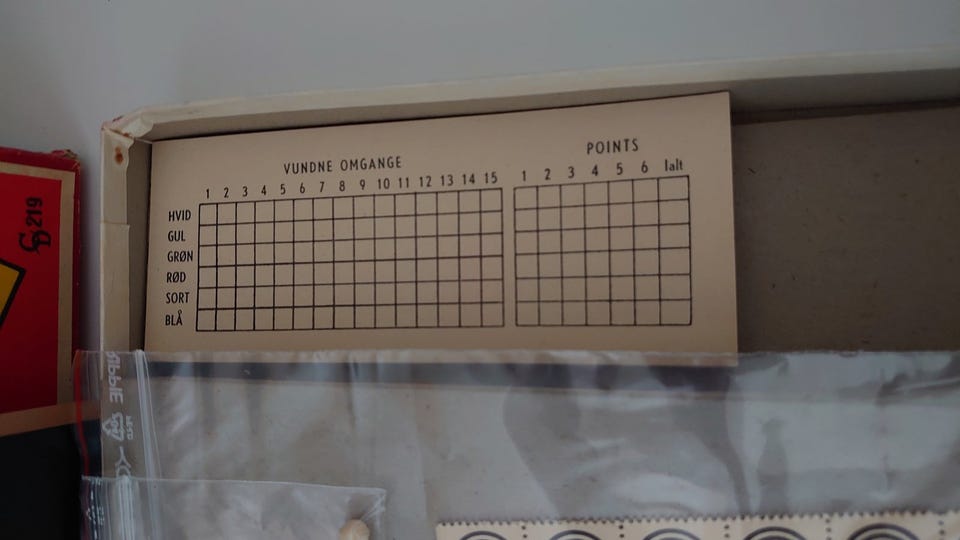 VUNDNE OMGANGE
1 2 3 4 5 6 7 8 9 10 11 12 13 14 15
HVID
GUL
GRØN
RØD
SORT
BLÅ
POINTS
1 2 3 4 5 6 Ialt
219